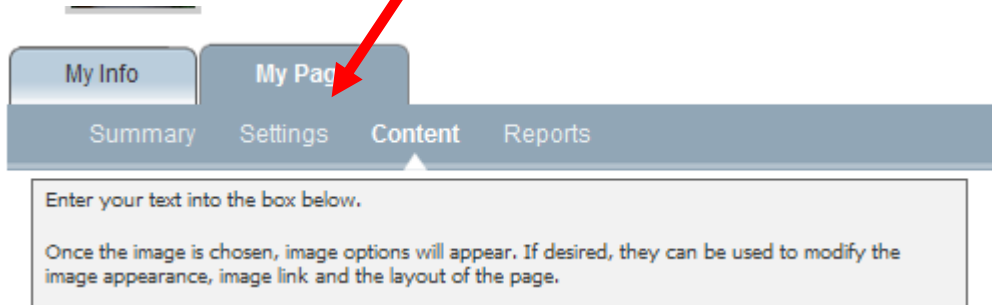 My Info My Pag
Summary Settings Content Reports
Enter your text into the box below.
Once the image is chosen, image options will appear. If desired, they can be used to modify the
image appearance, image link and the layout of the page.